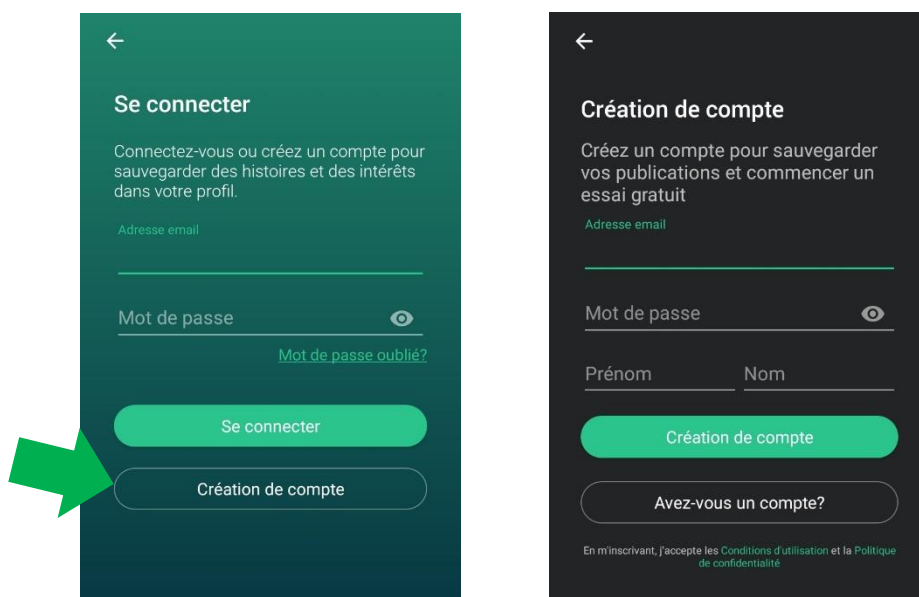 Se connecter
Connectez-vous ou créez un compte pour
sauvegarder des histoires et des intérêts
dans votre profil.
Adresse email
Mot de passe
Mot de passe oublié?
Se connecter
Création de compte
Création de compte
Créez un compte pour sauvegarder
vos publications et commencer un
essai gratuit
Adresse email
Mot de passe
Prénom Nom
Création de compte
Avez-vous un compte?
En m'inscrivant, j'accepte les Conditions d'utilisation et la Politique
de confidentialité